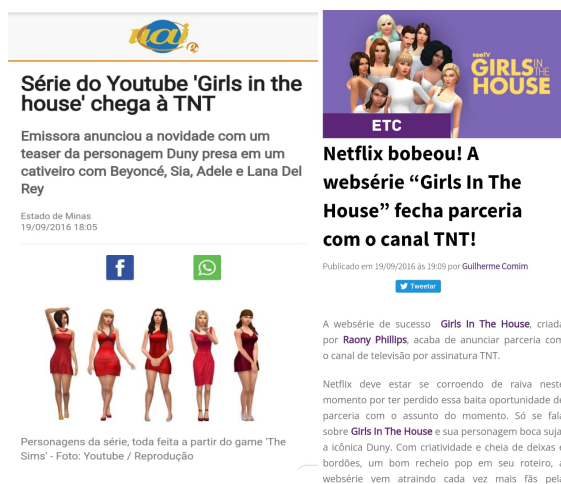 uai
e+
Série do Youtube 'Girls in the
house' chega à TNT
Emissora anunciou a novidade com um
teaser da personagem Duny presa em um
cativeiro com Beyoncé, Sia, Adele e Lana Del
Rey
Estado de Minas
19/09/2016 18:05
Personagens da série, toda feita a partir do game 'The
Sims' - Foto: Youtube / Reprodução
GIRLS IN THE
HOUSE
ETC
Netflix bobeou! A
websérie “Girls In The
House” fecha parceria
com o canal TNT!
Publicado em 19/09/2016 às 19:09 por Guilherme Comim
Tweetar
A websérie de sucesso Girls In The House, criada
por Raony Phillips, acaba de anunciar parceria com
o canal de televisão por assinatura TNT.
Netflix deve estar se corroendo de raiva neste
momento por ter perdido essa baita oportunidade de
parceria com o assunto do momento. Só se fala
sobre Girls In The House e sua personagem boca suja,
a icônica Duny. Com criatividade e cheia de deixas e
bordões, um bom recheio pop em seu roteiro, a
websérie vem atraindo cada vez mais fãs pela